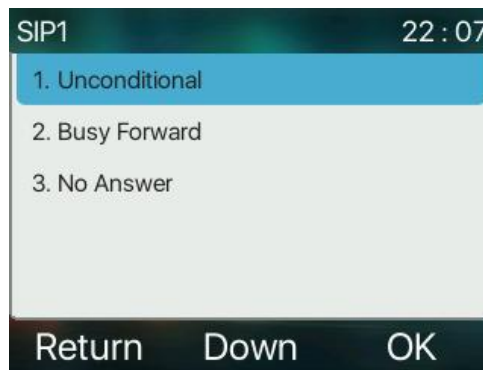 SIP1 22 : 07
1. Unconditional
2. Busy Forward
3. No Answer
Return Down OK